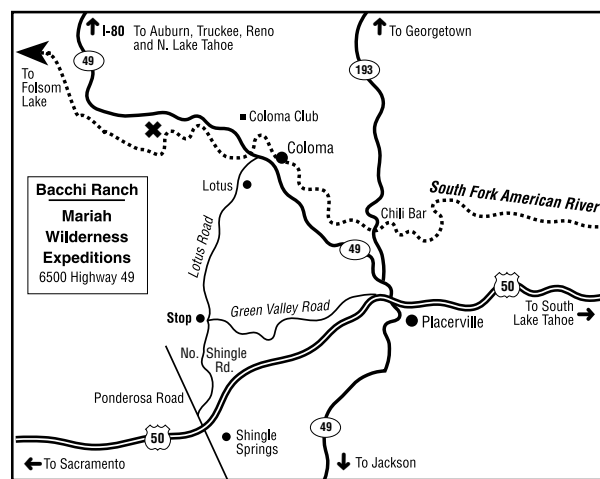 I-80 To Auburn, Truckee, Reno
and N. Lake Tahoe
To Georgetown
49
193
To
Folsom
Lake
Coloma Club
Coloma
Lotus
South Fork American River
Chili Bar
Bacchi Ranch
Mariah
Wilderness
Expeditions
6500 Highway 49
Lotus Road
49
50
To South
Lake Tahoe
Green Valley Road
Stop
Placerville
No. Shingle
Rd.
Ponderosa Road
50
Shingle
Springs
49
To Sacramento
To Jackson